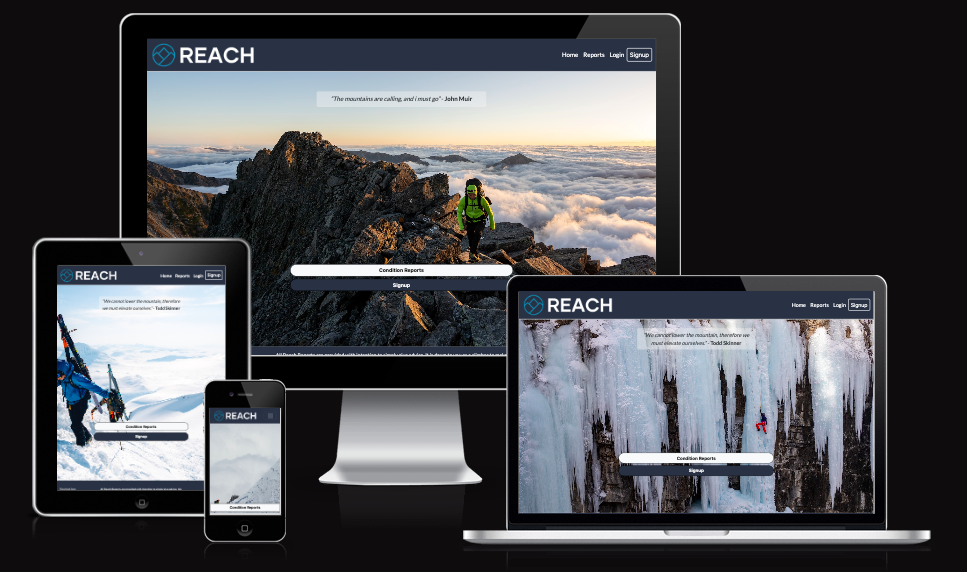 REACH
Home Reports Login Signup
"The mountains are calling, and i must go" - John Muir
Condition Reports
Signup
REACH
Home Reports Login Signup
"We cannot lower the mountain, therefore
we must elevate ourselves." - Todd Skinner
Condition Reports
Signup
REACH
Condition Reports
REACH
Home Reports Login Signup
"We cannot lower the mountain, therefore we
must elevate ourselves." - Todd Skinner
Condition Reports
Signup